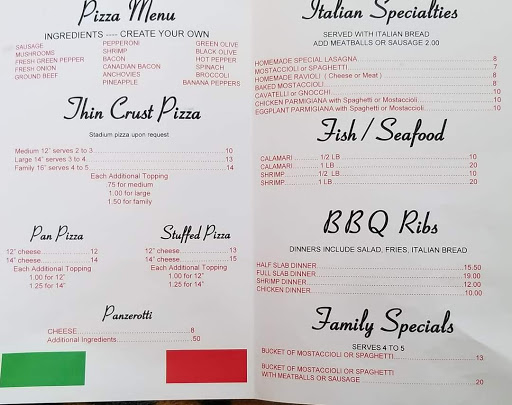 Pizza Menu
INGREDIENTS ---- CREATE YOUR OWN
SAUSAGE
MUSHROOMS
FRESH GREEN PEPPER
FRESH ONION
GROUND BEEF
PEPPERONI
SHRIMP
BACON
CANADIAN BACON
ANCHOVIES
PINEAPPLE
GREEN OLIVE
BLACK OLIVE
HOT PEPPER
SPINACH
BROCCOLI
BANANA PEPPERS
Thin Crust Pizza
Stadium pizza upon request
Medium 12" serves 2 to 3 10
Large 14" serves 3 to 4 13
Family 16" serves 4 to 5 14
Each Additional Topping
75 for medium
1.00 for large
1.50 for family
Pan Pizza
12" cheese 12
14" cheese 14
Each Additional Topping
1.00 for 12"
1.25 for 14"
Stuffed Pizza
12" cheese 13
14" cheese 15
Each Additional Topping
1.00 for 12"
1.25 for 14"
Panzerotti
CHEESE 8
Additional Ingredients .50
Italian Specialties
SERVED WITH ITALIAN BREAD
ADD MEATBALLS OR SAUSAGE 2.00
HOMEMADE SPECIAL LASAGNA 8
MOSTACCIOLI or SPAGHETTI 7
HOMEMADE RAVIOLI ( Cheese or Meat ) 8
BAKED MOSTACCIOLI 8
CAVATELLI or GNOCCHI 10
CHICKEN PARMIGIANA with Spaghetti or Mostaccioli 10
EGGPLANT PARMIGIANA with Spaghetti or Mostaccioli 10
Fish / Seafood
CALAMARI 1/2 LB 10
CALAMARI 1 LB 20
SHRIMP 1/2 LB 10
SHRIMP 1 LB 20
BBQ Ribs
DINNERS INCLUDE SALAD, FRIES, ITALIAN BREAD
HALF SLAB DINNER 15.50
FULL SLAB DINNER 19.00
SHRIMP DINNER 12.00
CHICKEN DINNER 10.00
Family Specials
SERVES 4 TO 5
BUCKET OF MOSTACCIOLI OR SPAGHETTI 13
BUCKET OF MOSTACCIOLI OR SPAGHETTI
WITH MEATBALLS OR SAUSAGE 20